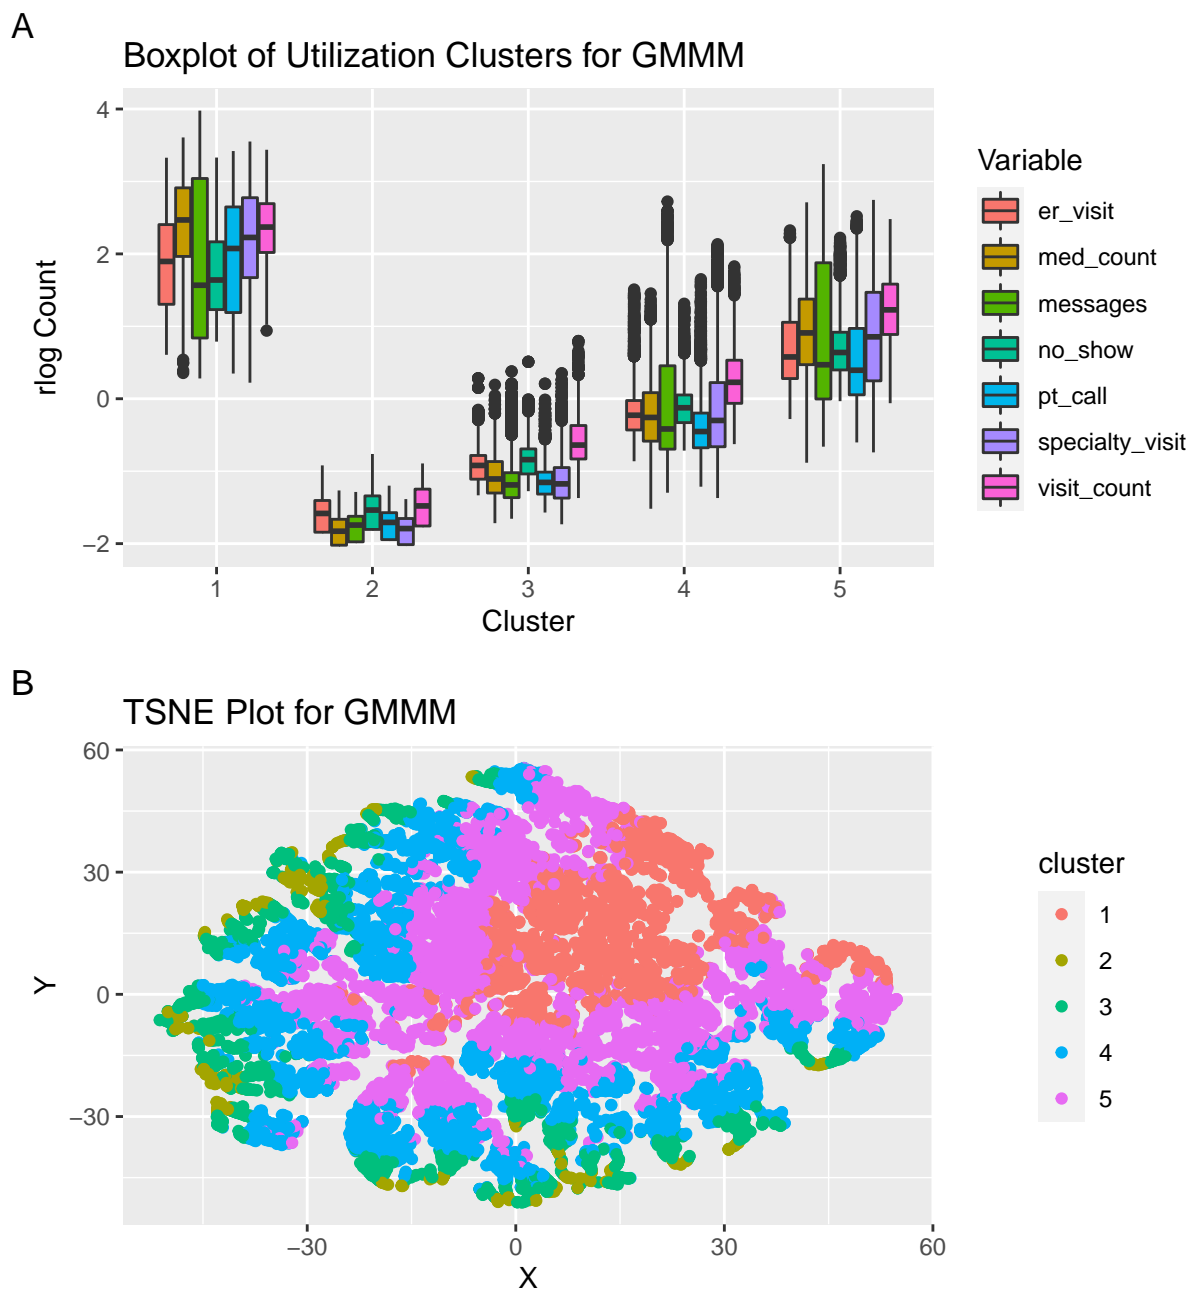 A
Boxplot of Utilization Clusters for GMMM
4
2
0
−2
rlog Count
1 2 3 4 5
Cluster
Variable
er_visit
med_count
messages
no_show
pt_call
specialty_visit
visit_count
B
TSNE Plot for GMMM
60
30
0
−30
Y
−30 0 30 60
X
cluster
1
2
3
4
5